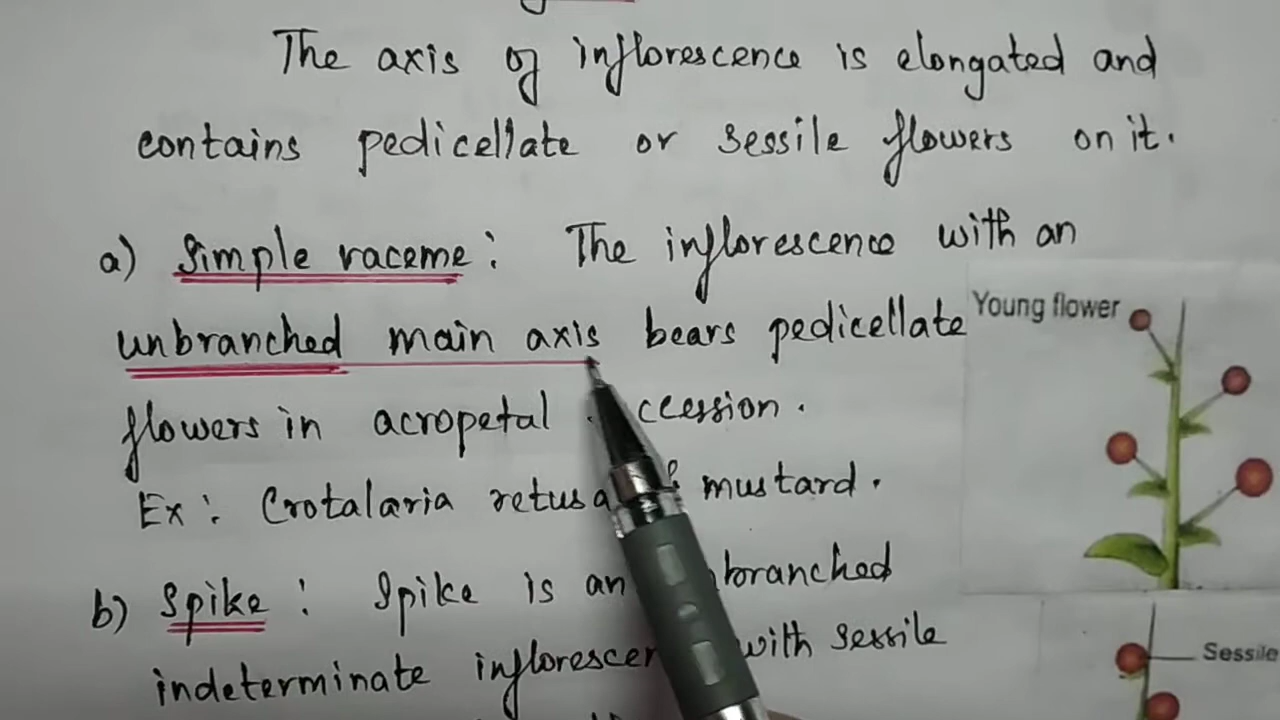 The axis of inflorescence is elongated and
contains pedicellate or sessile flowers on it.
a) Simple raceme : The inflorescence with an
unbranched main axis bears pedicellate
flowers in acropetal ccession.
Ex : Crotalaria retusa & mustard.
b) Spike : Spike is an branched
indeterminate inflorescen with sessile
Young flower
Sessile